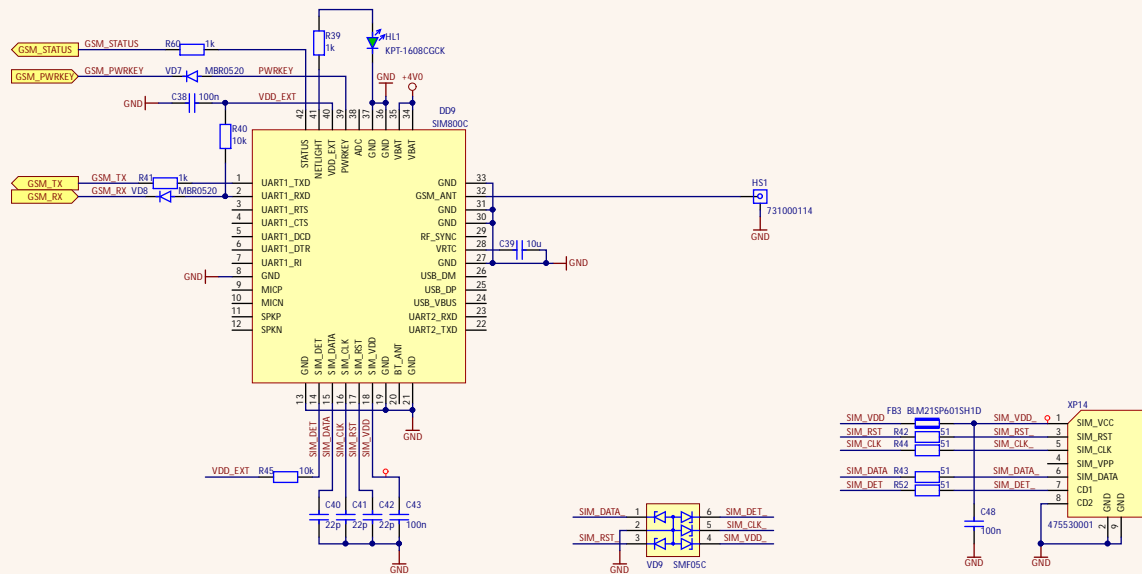 GSM_STATUS
GSM_STATUS
R60
1k
R39
1k
HL1
KPT-1608CGCK
GSM_PWRKEY
GSM_PWRKEY
VD7
MBR0520
PWRKEY
GND
+4V0
GND
C38
100n
VDD_EXT
R40
10k
42
41
40
39
38
37
36
35
34
DD9
SIM800C
STATUS
NETLIGHT
VDD_EXT
PWRKEY
ADC
GND
GND
VBAT
VBAT
GSM_TX
GSM_TX
R41
1k
GSM_RX
GSM_RX
VD8
MBR0520
1
UART1_TXD
2
UART1_RXD
3
UART1_RTS
4
UART1_CTS
5
UART1_DCD
6
UART1_DTR
7
UART1_RI
GND
8
GND
9
MICP
10
MICN
11
SPKP
12
SPKN
GND
33
GSM_ANT
32
GND
31
GND
30
RF_SYNC
29
VRTC
28
GND
27
USB_DM
26
USB_DP
25
USB_VBUS
24
UART2_RXD
23
UART2_TXD
22
C39
10u
GND
HS1
731000114
GND
GND
SIM_DET
SIM_DATA
SIM_CLK
SIM_RST
SIM_VDD
GND
BT_ANT
GND
13
14
15
16
17
18
19
20
21
SIM_DET
SIM_DATA
SIM_CLK
SIM_RST
SIM_VDD
GND
VDD_EXT
R45
10k
C40
22p
C41
22p
C42
22p
C43
100n
GND
SIM_DATA_
1
6
SIM_DET_
2
5
SIM_CLK_
SIM_RST_
3
4
SIM_VDD_
GND
VD9
SMF05C
FB3
BLM21SP601SH1D
XP14
SIM_VDD
SIM_VDD_
1
SIM_VCC
SIM_RST
R42
51
SIM_RST_
3
SIM_RST
SIM_CLK
R44
51
SIM_CLK_
5
SIM_CLK
4
SIM_VPP
SIM_DATA
R43
51
SIM_DATA_
6
SIM_DATA
SIM_DET
R52
51
SIM_DET_
7
CD1
8
CD2
GND
GND
C48
100n
475530001
2
9
GND
GND